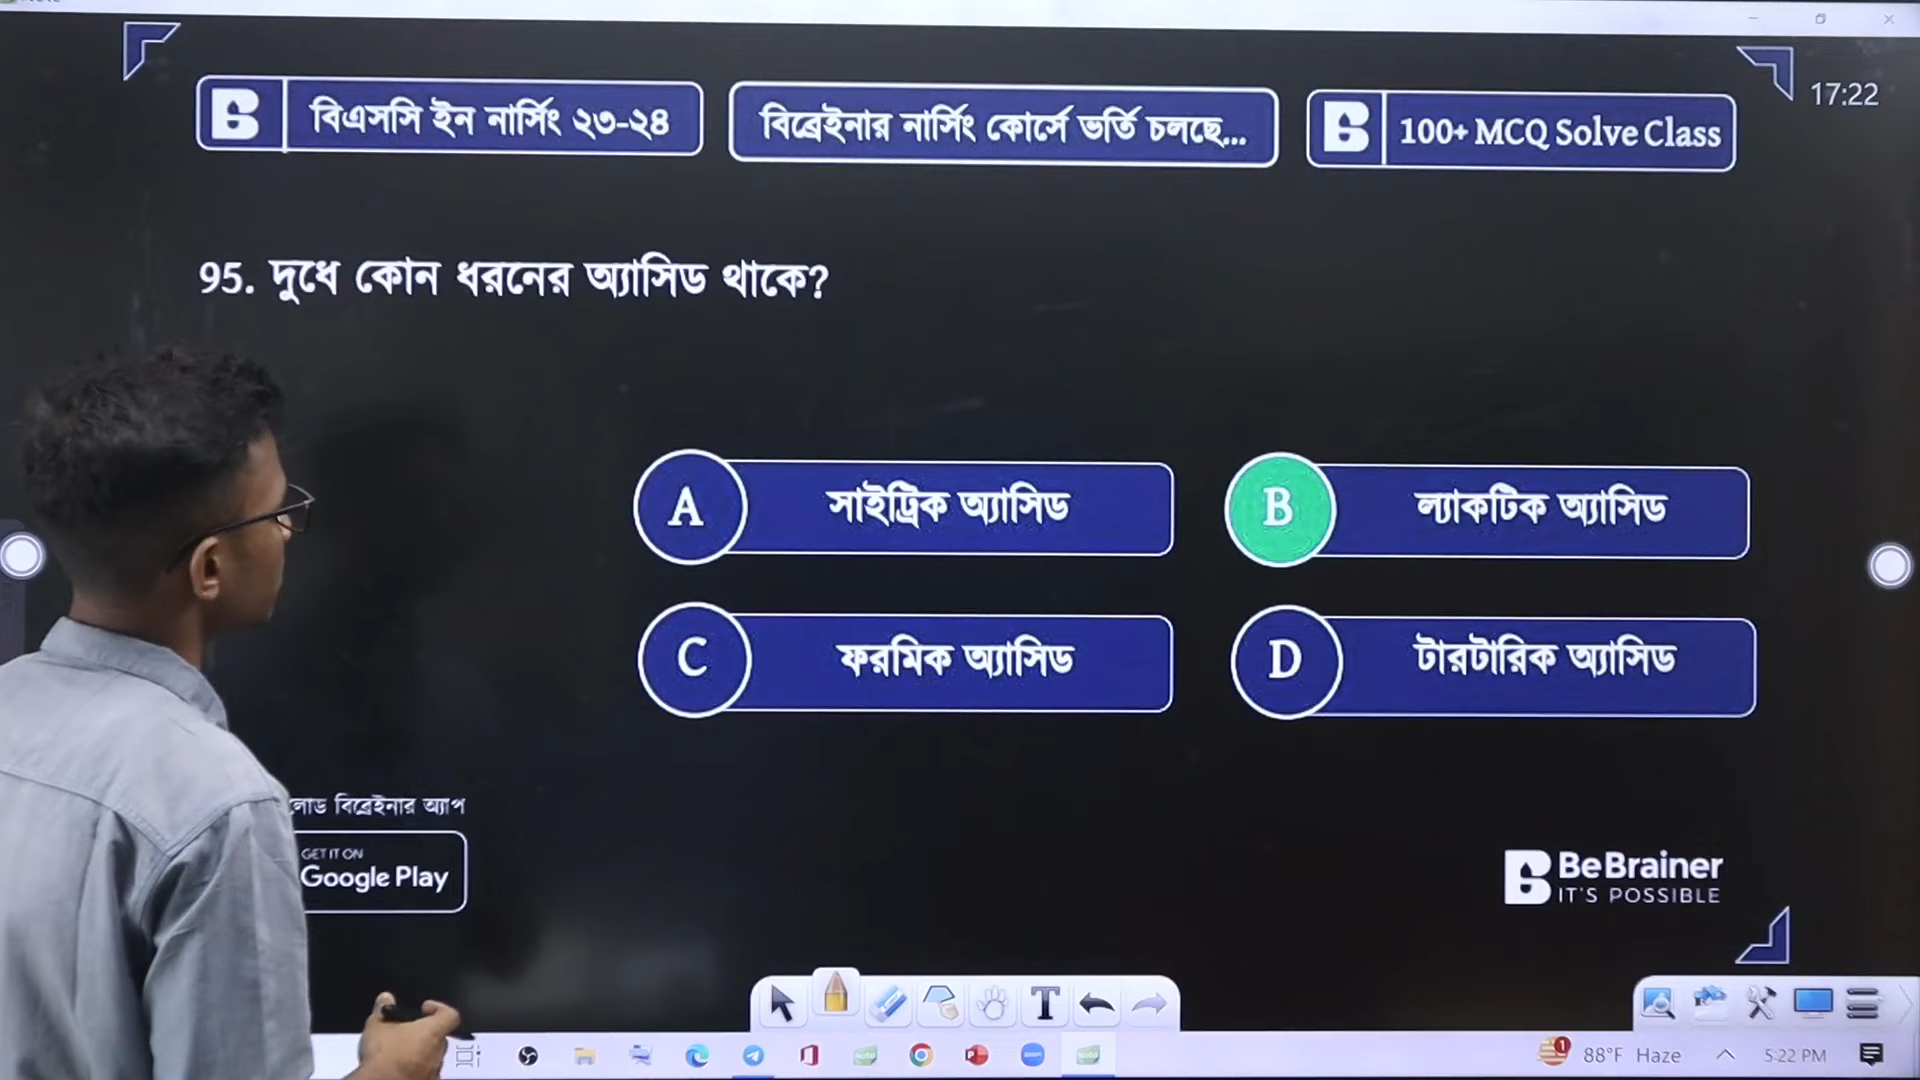 বিএসসি ইন নার্সিং ২৩-২৪
বিব্রেইনার নার্সিং কোর্সে ভর্তি চলছে...
100+ MCQ Solve Class
17:22
95. দুধে কোন ধরনের অ্যাসিড থাকে?
A সাইট্রিক অ্যাসিড
B ল্যাকটিক অ্যাসিড
C ফরমিক অ্যাসিড
D টারটারিক অ্যাসিড
লোড বিব্রেইনার অ্যাপ
GET IT ON
Google Play
BeBrainer
IT'S POSSIBLE
T
88°F Haze
5:22 PM